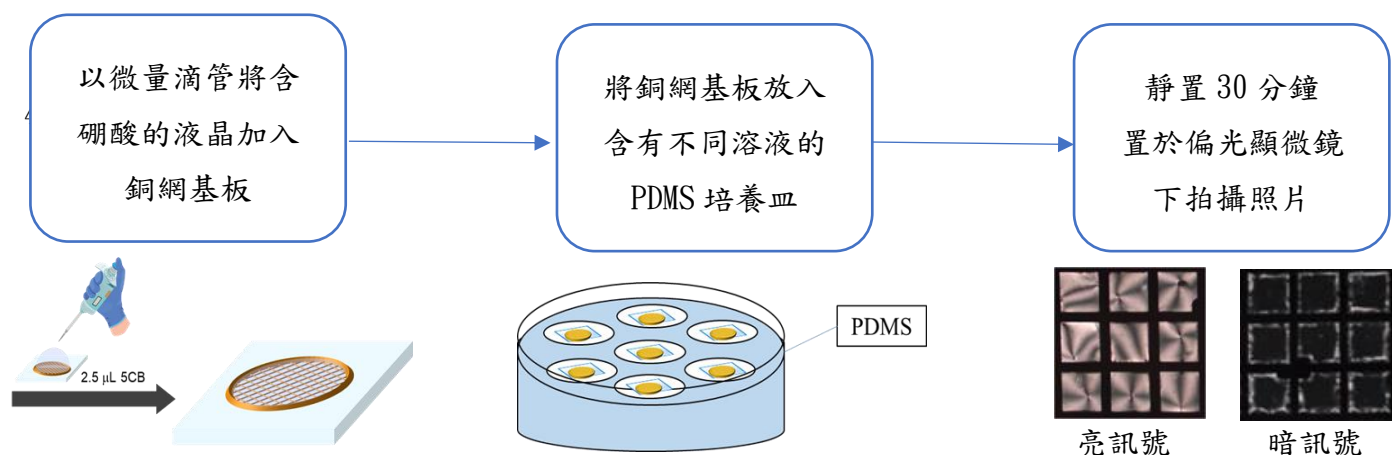 以微量滴管將含
硼酸的液晶加入
銅網基板
將銅網基板放入
含有不同溶液的
PDMS 培養皿
靜置 30 分鐘
置於偏光顯微鏡
下拍攝照片
2.5 μL 5CB
PDMS
亮訊號
暗訊號